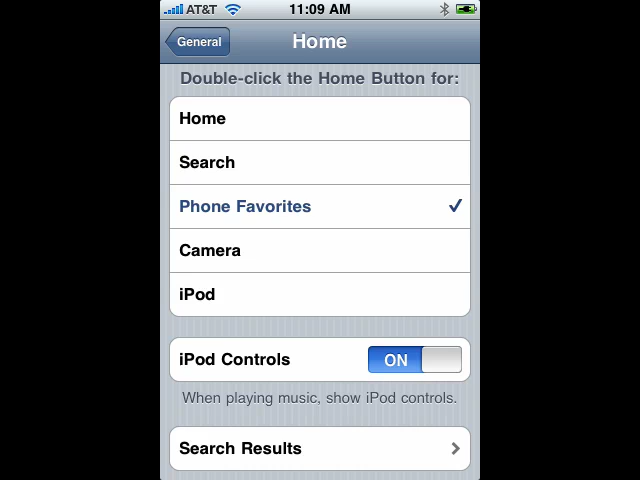 AT&T 11:09 AM
General Home
Double-click the Home Button for:
Home
Search
Phone Favorites
Camera
iPod
iPod Controls ON
When playing music, show iPod controls.
Search Results